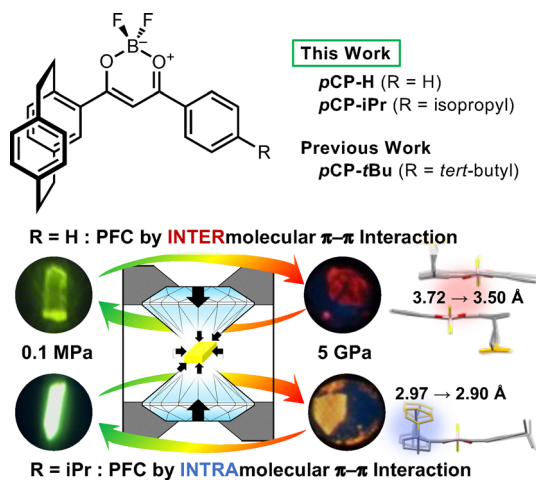 F F
B⁻
O O⁺
R
This Work
pCP-H (R = H)
pCP-iPr (R = isopropyl)
Previous Work
pCP-tBu (R = tert-butyl)
R = H : PFC by INTERmolecular π–π Interaction
3.72 → 3.50 Å
0.1 MPa
5 GPa
2.97 → 2.90 Å
R = iPr : PFC by INTRAmolecular π–π Interaction